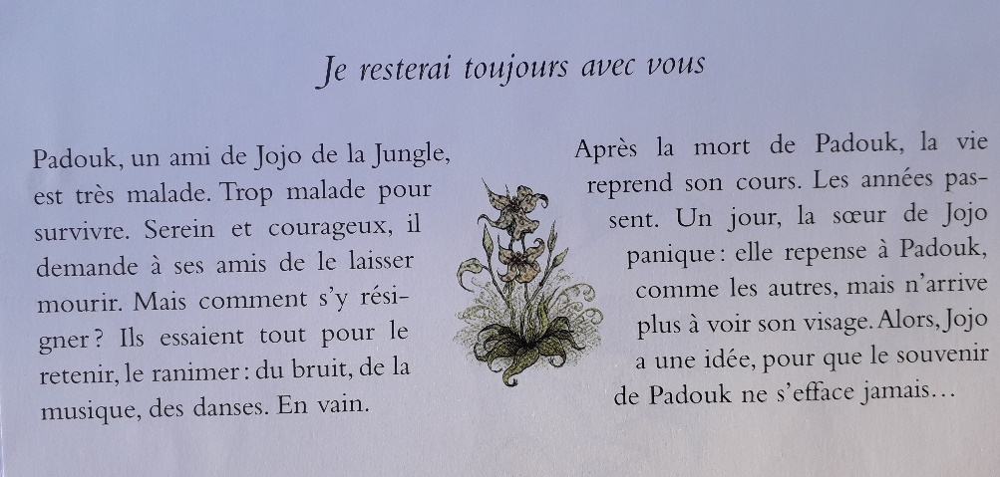 Je resterai toujours avec vous
Padouk, un ami de Jojo de la Jungle,
est très malade. Trop malade pour
survivre. Serein et courageux, il
demande à ses amis de le laisser
mourir. Mais comment s'y rési-
gner ? Ils essaient tout pour le
retenir, le ranimer : du bruit, de la
musique, des danses. En vain.
Après la mort de Padouk, la vie
reprend son cours. Les années pas-
sent. Un jour, la sœur de Jojo
panique : elle repense à Padouk,
comme les autres, mais n'arrive
plus à voir son visage. Alors, Jojo
a une idée, pour que le souvenir
de Padouk ne s'efface jamais…